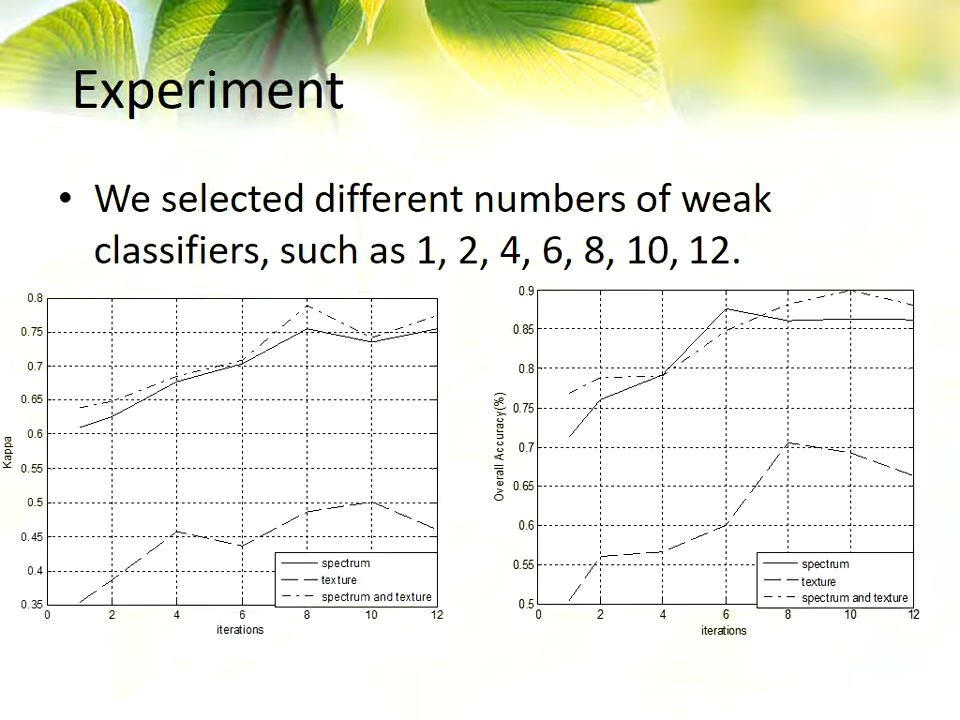 Experiment
• We selected different numbers of weak
classifiers, such as 1, 2, 4, 6, 8, 10, 12.
0.8
0.75
0.7
0.65
0.6
0.55
0.5
0.45
0.4
0.35
Kappa
0 2 4 6 8 10 12
iterations
spectrum
texture
spectrum and texture
0.9
0.85
0.8
0.75
0.7
0.65
0.6
0.55
0.5
Overall Accuracy(%)
0 2 4 6 8 10 12
iterations
spectrum
texture
spectrum and texture